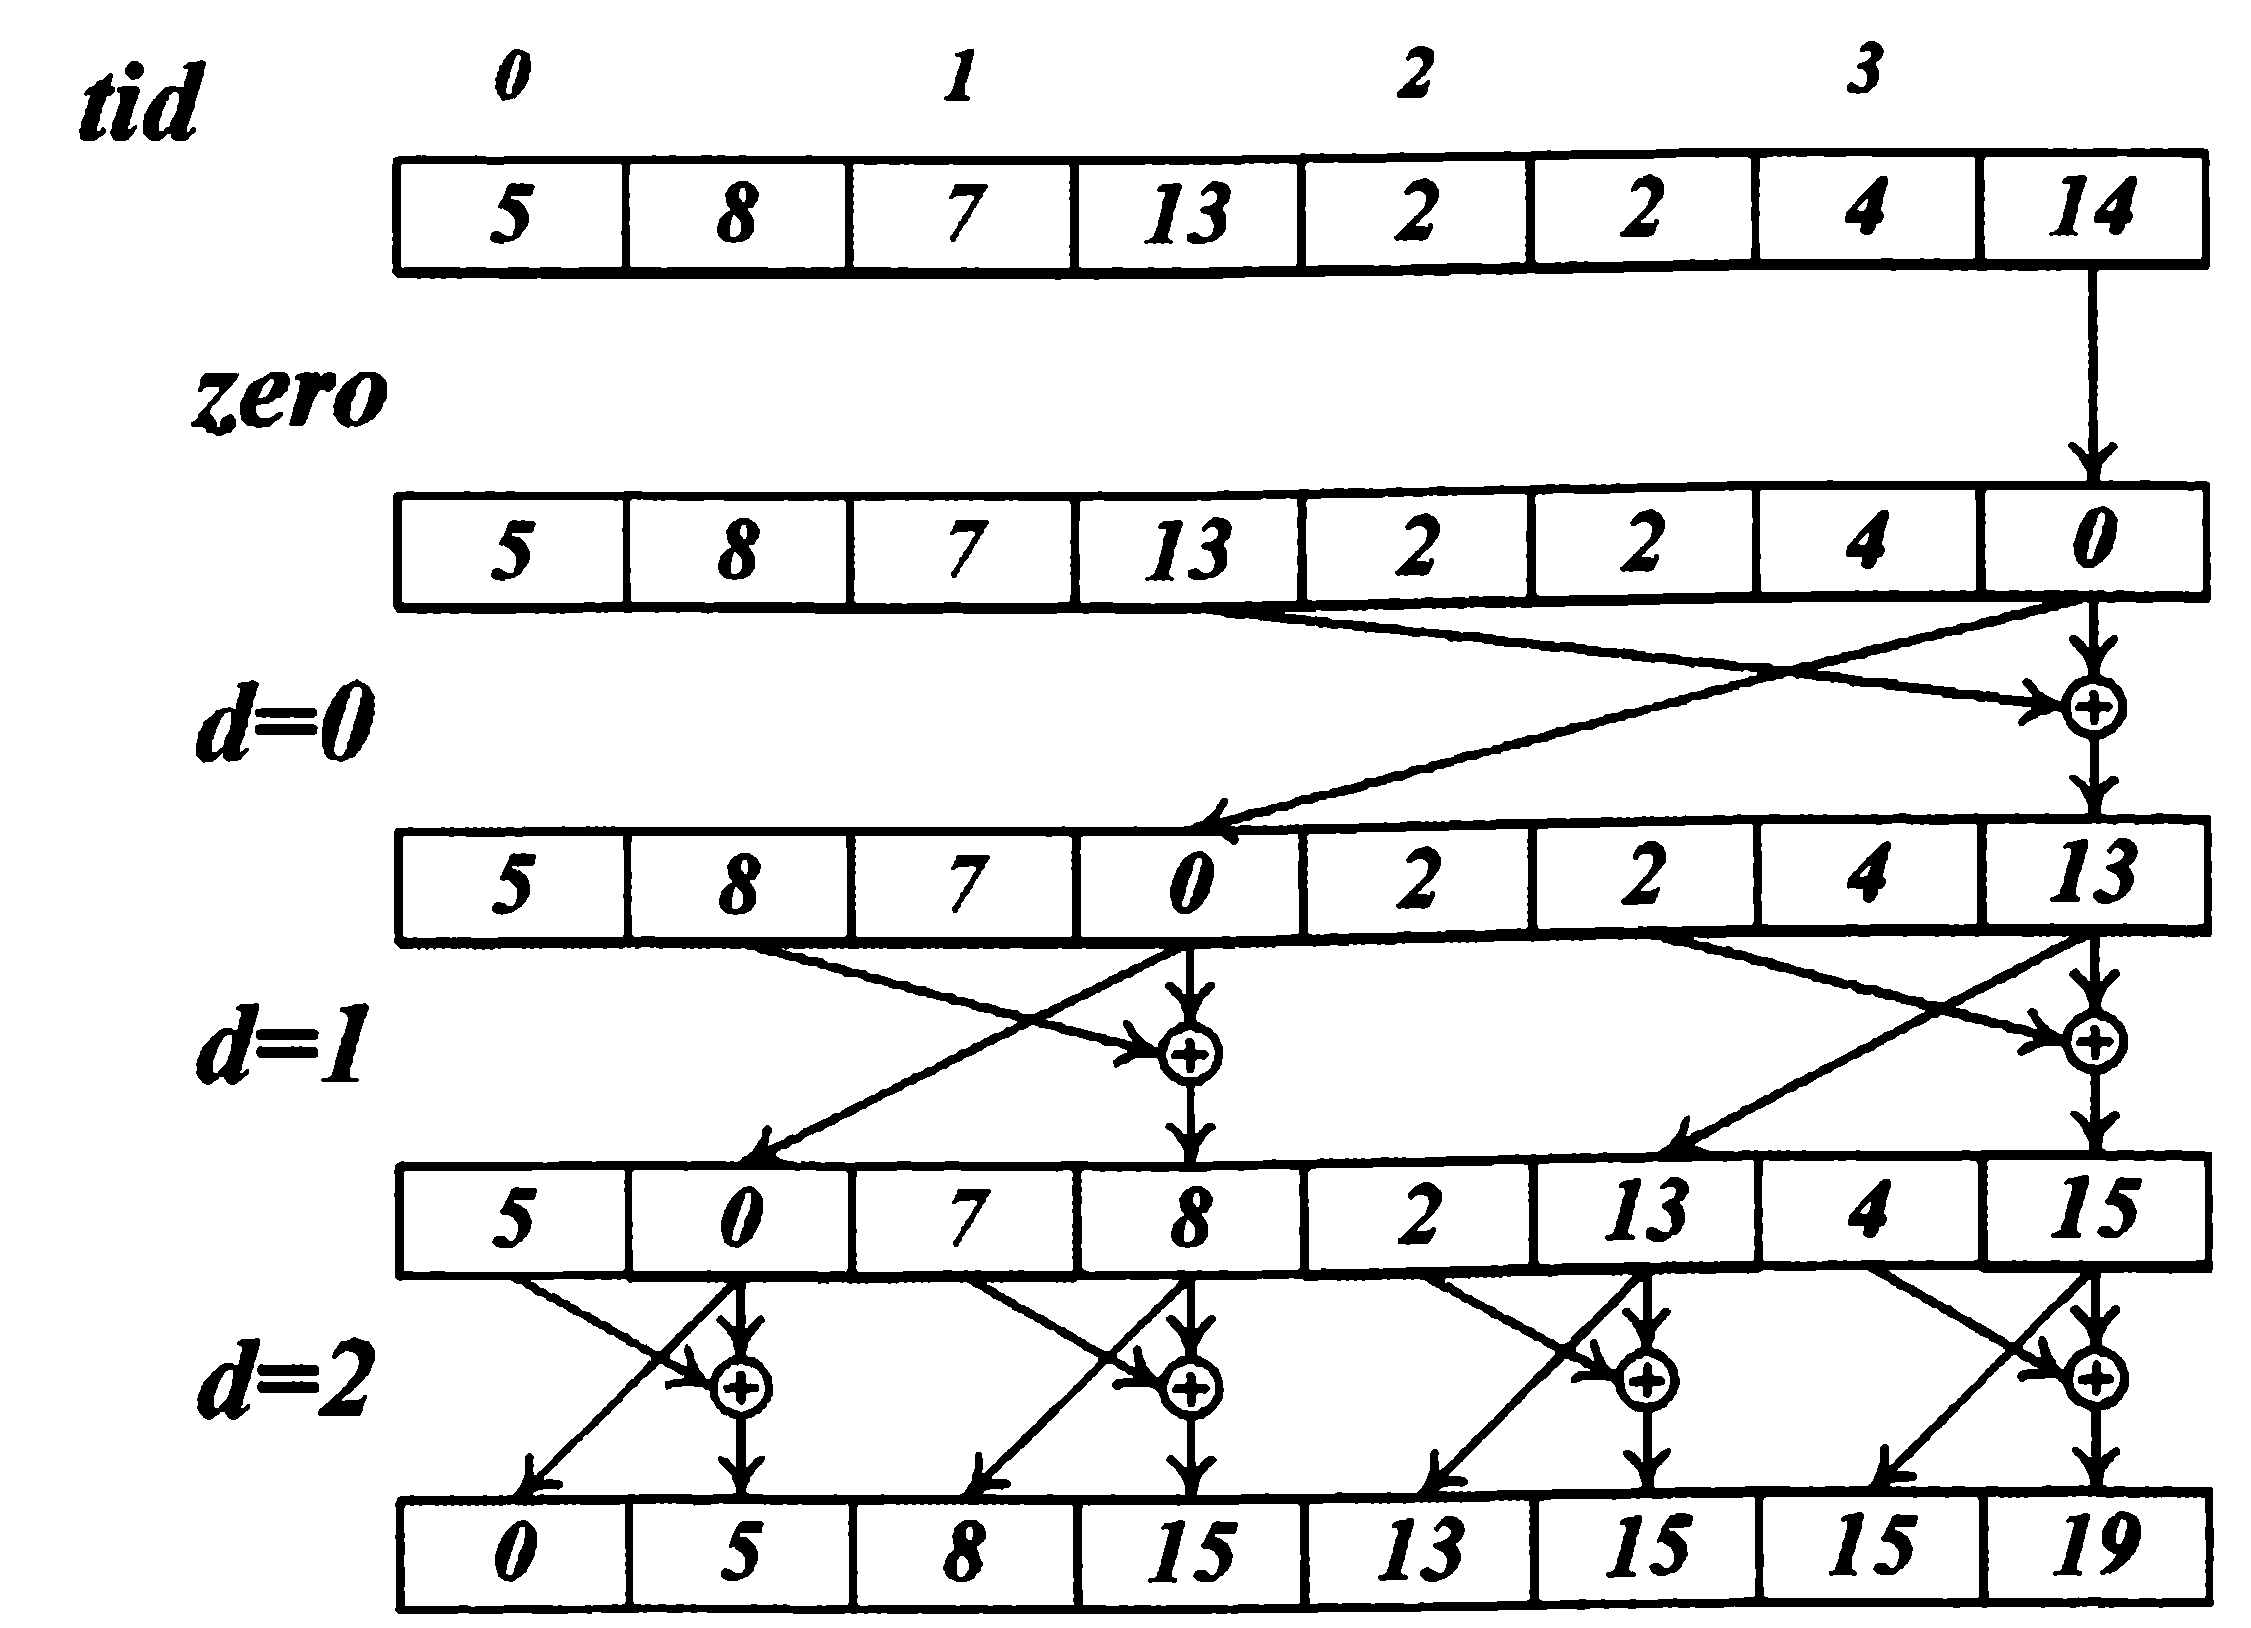 tid 0 1 2 3
5 8 7 13 2 2 4 14
zero
5 8 7 13 2 2 4 0
+
d=0
5 8 7 0 2 2 4 13
d=1 + +
5 0 7 8 2 13 4 15
d=2 + + + +
0 5 8 15 13 15 15 19